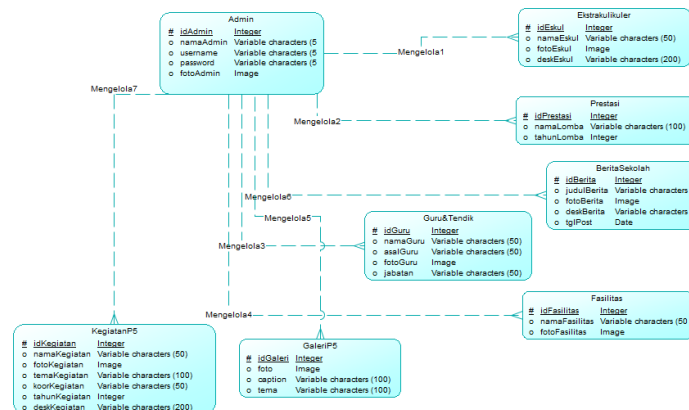 Admin
# idAdmin Integer
o namaAdmin Variable characters (5
o username Variable characters (5
o password Variable characters (5
o fotoAdmin Image
Ekstrakulikuler
# idEskul Integer
o namaEskul Variable characters (50)
o fotoEskul Image
o deskEskul Variable characters (200)
Mengelola1
Mengelola7
Prestasi
# idPrestasi Integer
o namaLomba Variable characters (100)
o tahunLomba Integer
Mengelola2
BeritaSekolah
# idBerita Integer
o judulBerita Variable characters
o fotoBerita Image
o deskBerita Variable characters
o tglPost Date
Mengelola6
Mengelola5
Guru&Tendik
# idGuru Integer
o namaGuru Variable characters (50)
o asalGuru Variable characters (50)
o fotoGuru Image
o jabatan Variable characters (50)
Mengelola3
Fasilitas
# idFasilitas Integer
o namaFasilitas Variable characters (50
o fotoFasilitas Image
Mengelola4
KegiatanP5
# idKegiatan Integer
o namaKegiatan Variable characters (50)
o fotoKegiatan Image
o temaKegiatan Variable characters (100)
o koorKegiatan Variable characters (50)
o tahunKegiatan Integer
o deskKegiatan Variable characters (200)
GaleriP5
# idGaleri Integer
o foto Image
o caption Variable characters (100)
o tema Variable characters (100)